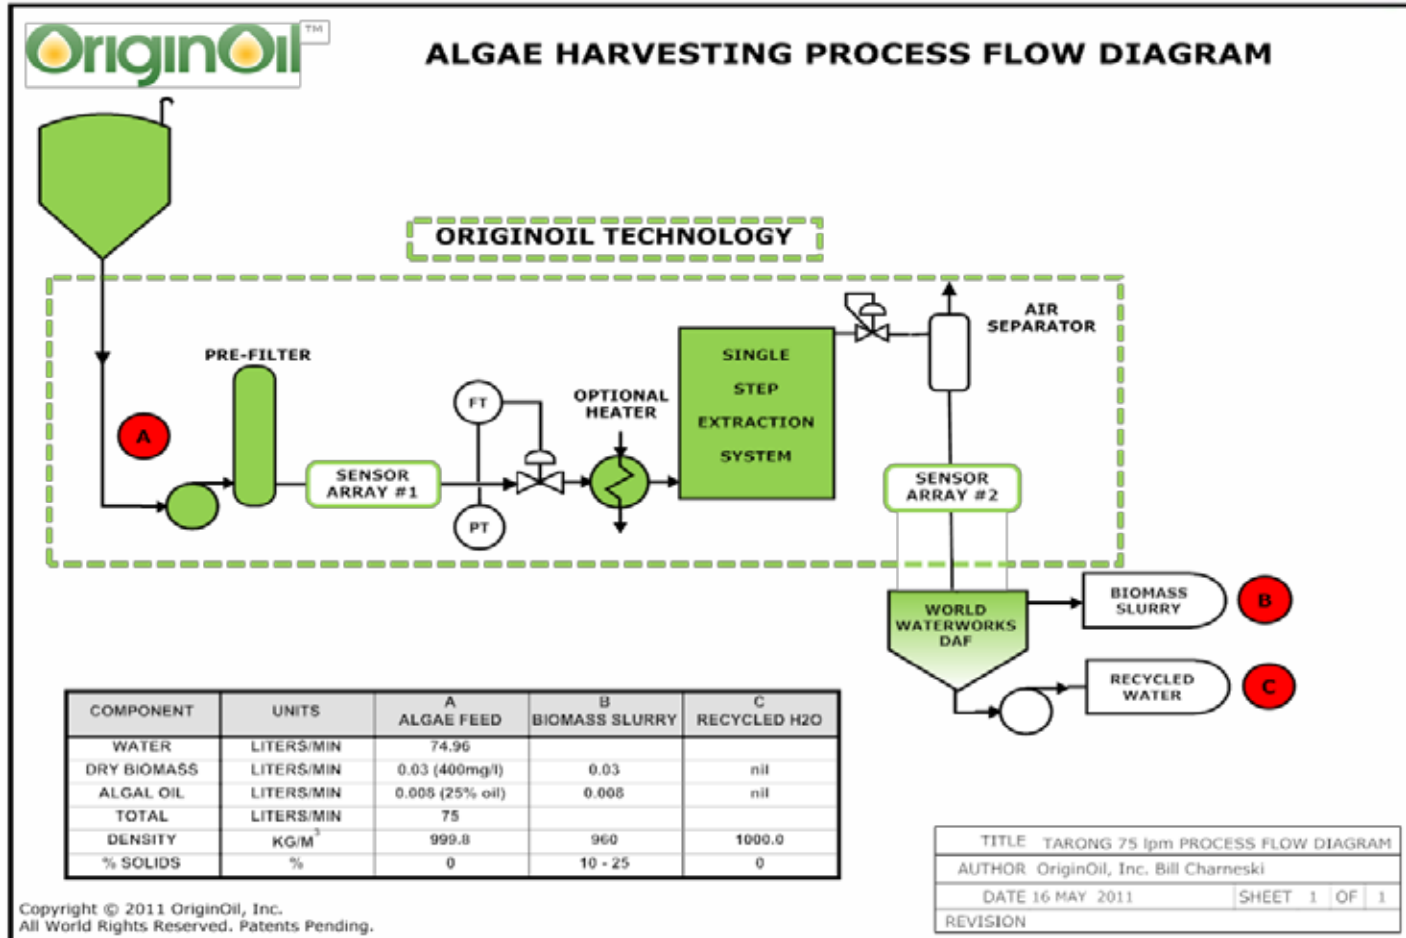 OriginOil ™
ALGAE HARVESTING PROCESS FLOW DIAGRAM
ORIGINOIL TECHNOLOGY
AIR
SEPARATOR
PRE-FILTER
A
SENSOR
ARRAY #1
FT
PT
OPTIONAL
HEATER
SINGLE
STEP
EXTRACTION
SYSTEM
SENSOR
ARRAY #2
WORLD
WATERWORKS
DAF
BIOMASS
SLURRY
B
RECYCLED
WATER
C
COMPONENT UNITS A ALGAE FEED B BIOMASS SLURRY C RECYCLED H2O
WATER LITERS/MIN 74.96
DRY BIOMASS LITERS/MIN 0.03 (400mg/l) 0.03 nil
ALGAL OIL LITERS/MIN 0.008 (25% oil) 0.008 nil
TOTAL LITERS/MIN 75
DENSITY KG/M³ 999.8 960 1000.0
% SOLIDS % 0 10 - 25 0
TITLE TARONG 75 lpm PROCESS FLOW DIAGRAM
AUTHOR OriginOil, Inc. Bill Charneski
DATE 16 MAY 2011 SHEET 1 OF 1
REVISION
Copyright © 2011 OriginOil, Inc.
All World Rights Reserved. Patents Pending.